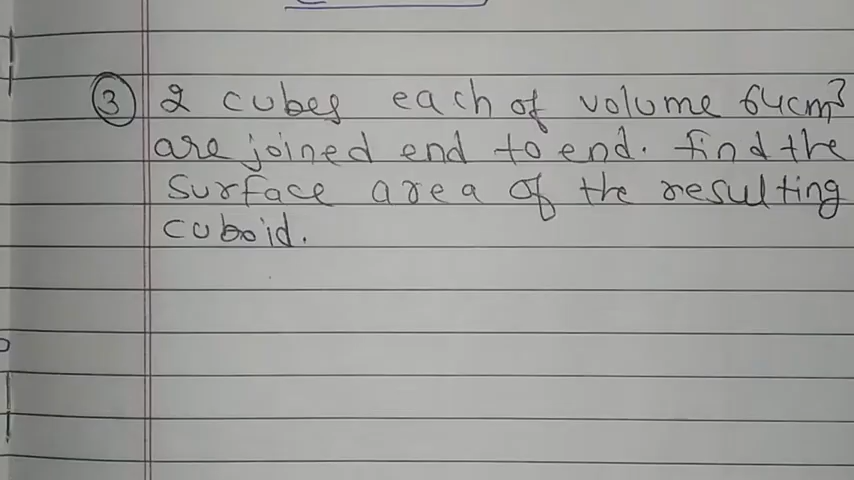 3 2 cubes each of volume 64cm³
are joined end to end. find the
surface area of the resulting
cuboid.